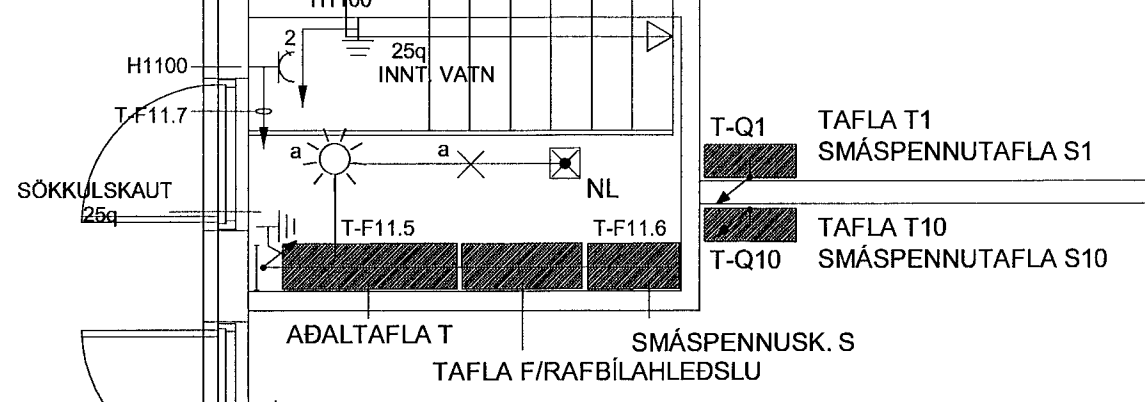 H1100
2
25q
INNT. VATN
H1100
T-F11.7
a
a
NL
T-Q1
TAFLA T1
SMÁSPENNUTAFLA S1
SÖKKULSKAUT
25q
T-F11.5
T-F11.6
TAFLA T10
T-Q10
SMÁSPENNUTAFLA S10
AÐALTAFLA T
SMÁSPENNUSK. S
TAFLA F/RAFBÍLAHLEÐSLU